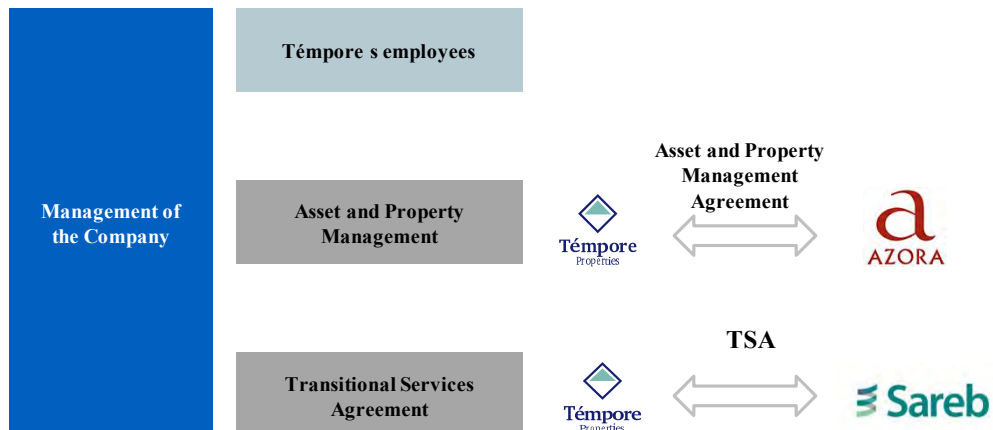 Témpore s employees
Management of
the Company
Asset and Property
Management
Asset and Property
Management
Agreement
Témpore
Properties
a
AZORA
Transitional Services
Agreement
TSA
Témpore
Properties
Sareb